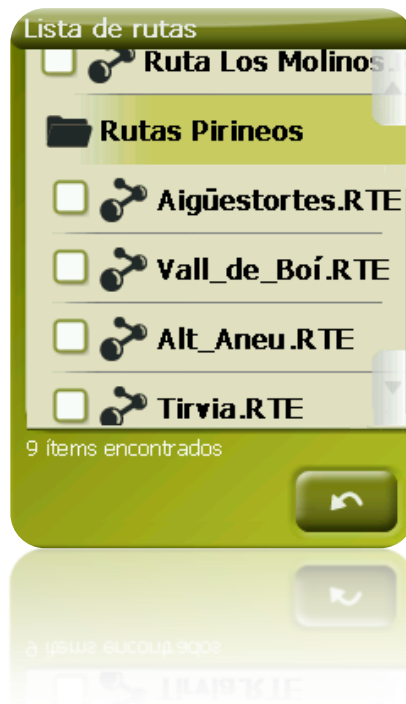 Lista de rutas
Ruta Los Molinos.
Rutas Pirineos
Aigüestortes.RTE
Vall_de_Boí.RTE
Alt_Aneu.RTE
Tirvia.RTE
9 ítems encontrados